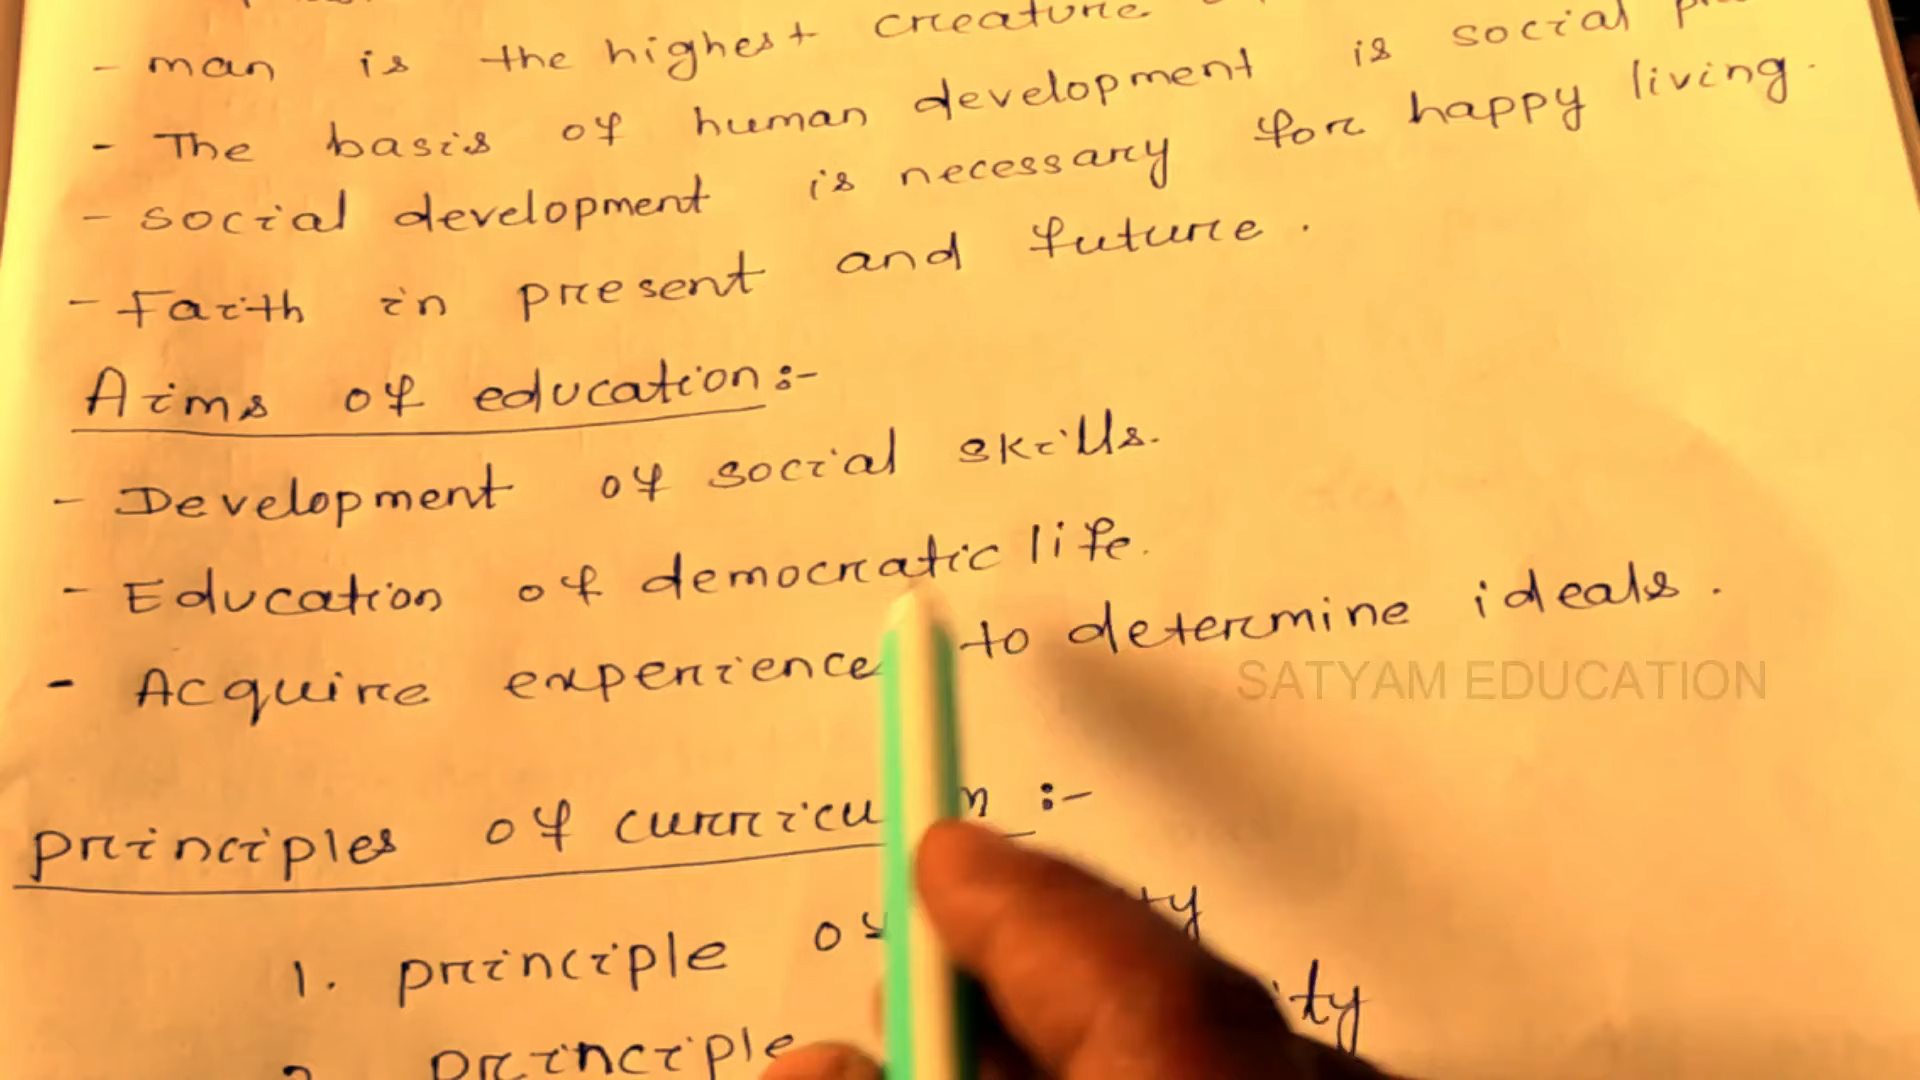 - man is the highest creature
- The basis of human development is social
- social development is necessary for happy living.
- Faith in present and future.
Aims of education:-
- Development of social skills.
- Education of democratic life.
- Acquire experience to determine ideals.
SATYAM EDUCATION
principles of :-
1. principle
principle